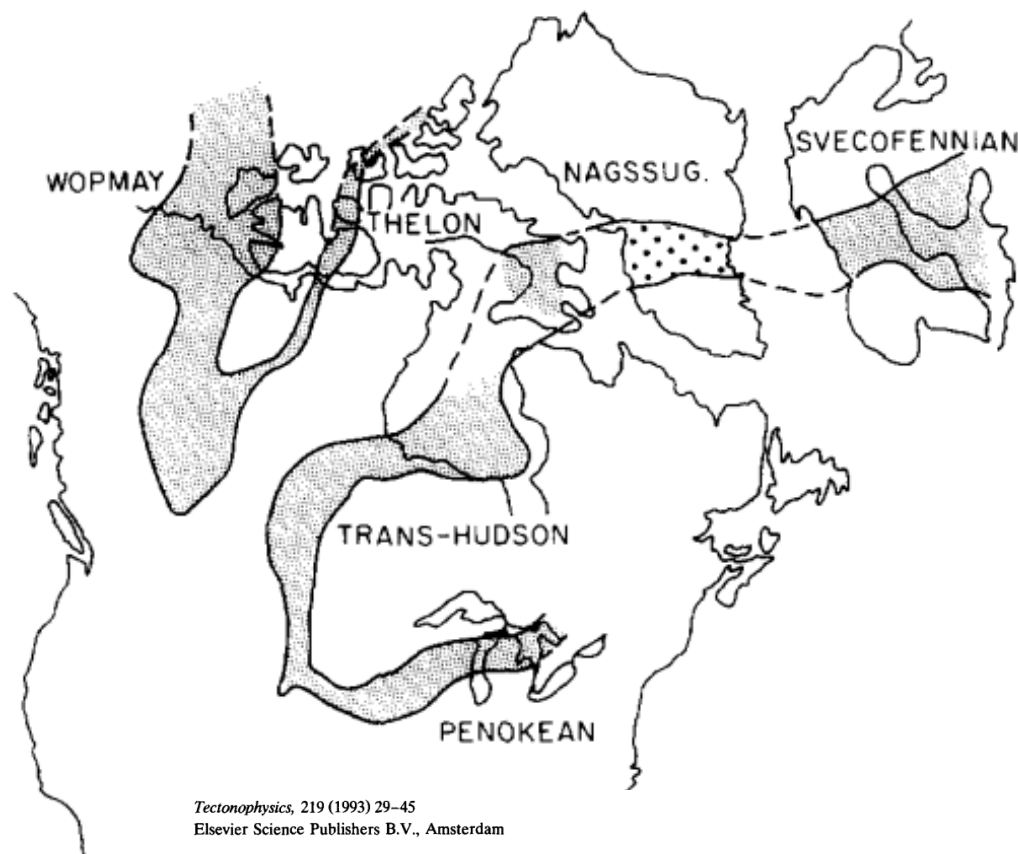 SVECOFENNIAN
NAGSSUG.
WOPMAY
THELON
TRANS-HUDSON
PENOKEAN
Tectonophysics, 219 (1993) 29–45
Elsevier Science Publishers B.V., Amsterdam